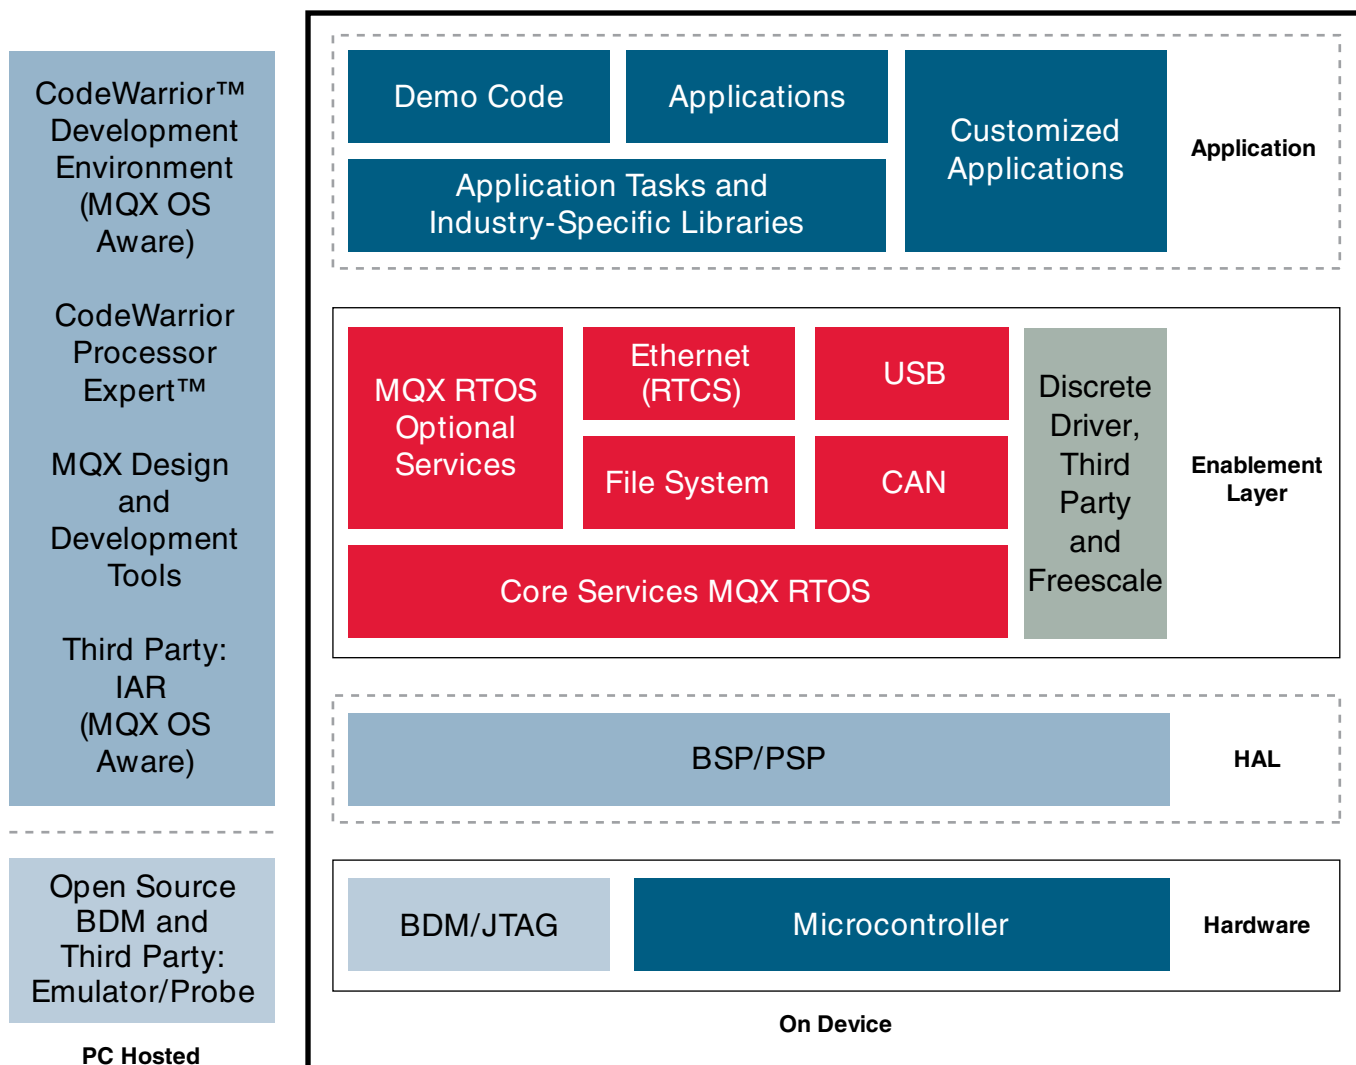 CodeWarrior™
Development
Environment
(MQX OS
Aware)
CodeWarrior
Processor
Expert™
MQX Design
and
Development
Tools
Third Party:
IAR
(MQX OS
Aware)
Open Source
BDM and
Third Party:
Emulator/Probe
PC Hosted
Demo Code
Applications
Customized
Applications
Application Tasks and
Industry-Specific Libraries
Application
MQX RTOS
Optional
Services
Ethernet
(RTCS)
USB
File System
CAN
Core Services MQX RTOS
Discrete
Driver,
Third
Party
and
Freescale
Enablement
Layer
BSP/PSP
HAL
BDM/JTAG
Microcontroller
Hardware
On Device